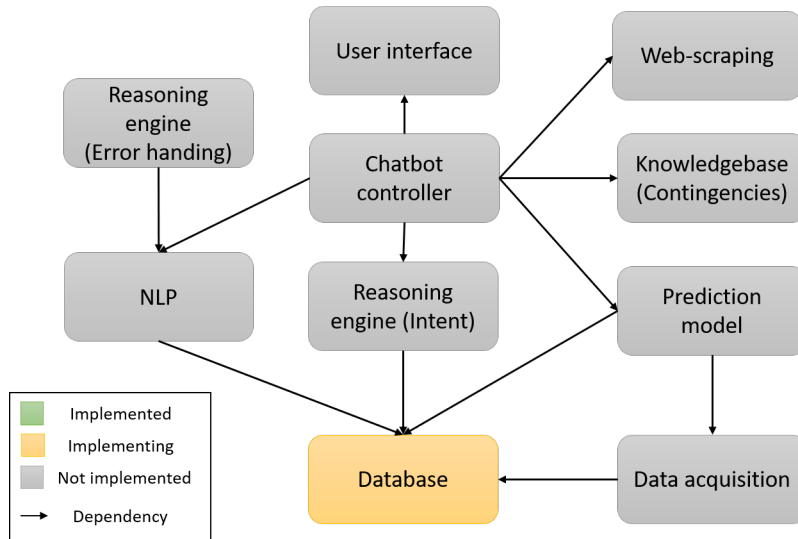 User interface
Web-scraping
Reasoning
engine
(Error handing)
Chatbot
controller
Knowledgebase
(Contingencies)
NLP
Reasoning
engine (Intent)
Prediction
model
Implemented
Implementing
Not implemented
Dependency
Database
Data acquisition